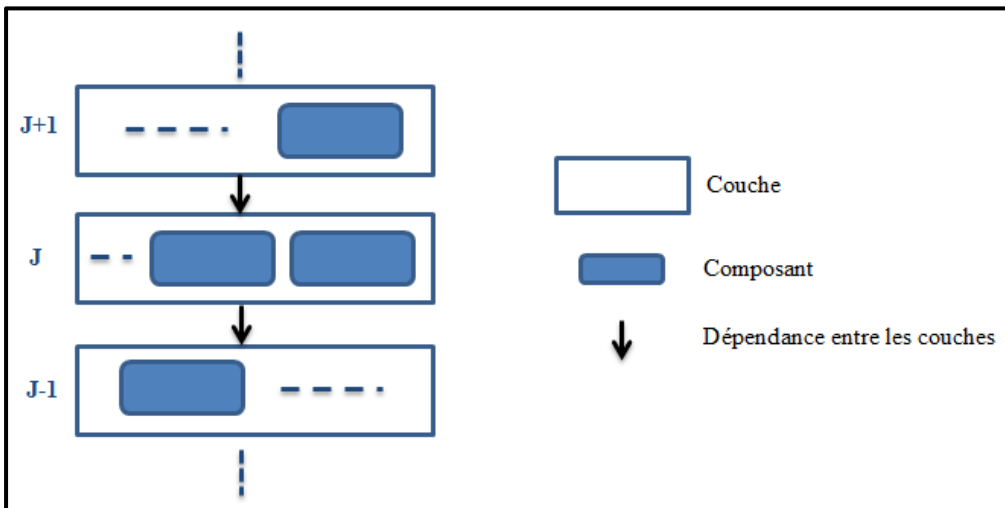 J+1
J
J-1
Couche
Composant
Dépendance entre les couches